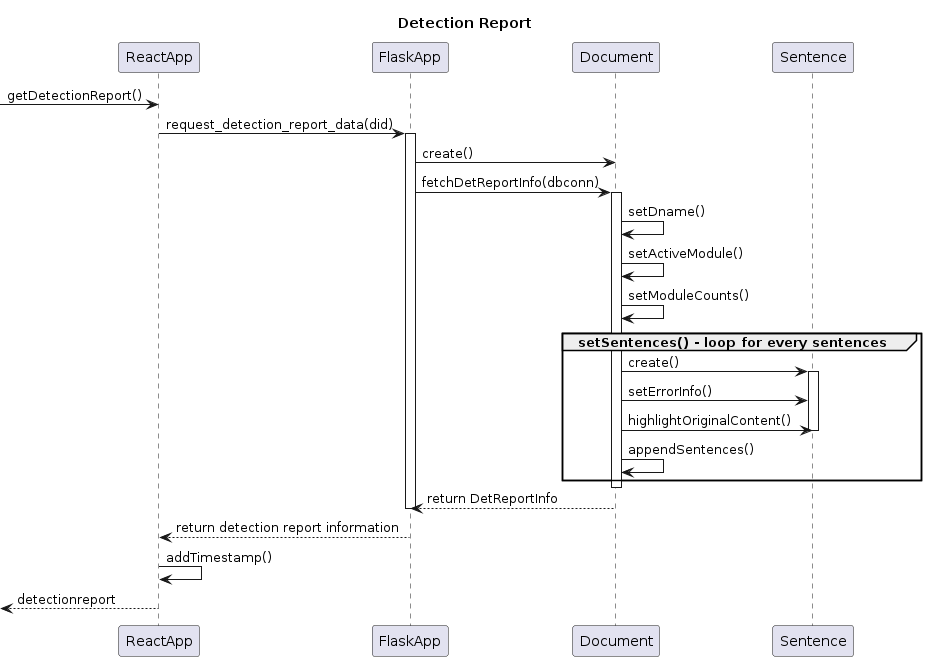 Detection Report
ReactApp FlaskApp Document Sentence
getDetectionReport()
request_detection_report_data(did)
create()
fetchDetReportInfo(dbconn)
setDname()
setActiveModule()
setModuleCounts()
setSentences() - loop for every sentences
create()
setErrorInfo()
highlightOriginalContent()
appendSentences()
return DetReportInfo
return detection report information
addTimestamp()
detectionreport
ReactApp FlaskApp Document Sentence